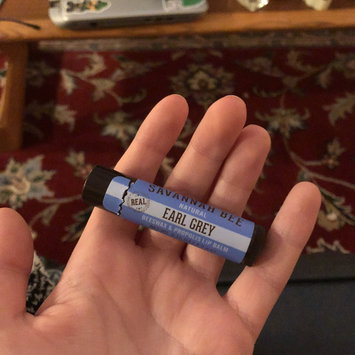 SAVANNAH BEE
NATURAL
REAL
EARL GREY
BEESWAX & PROPOLIS LIP BALM